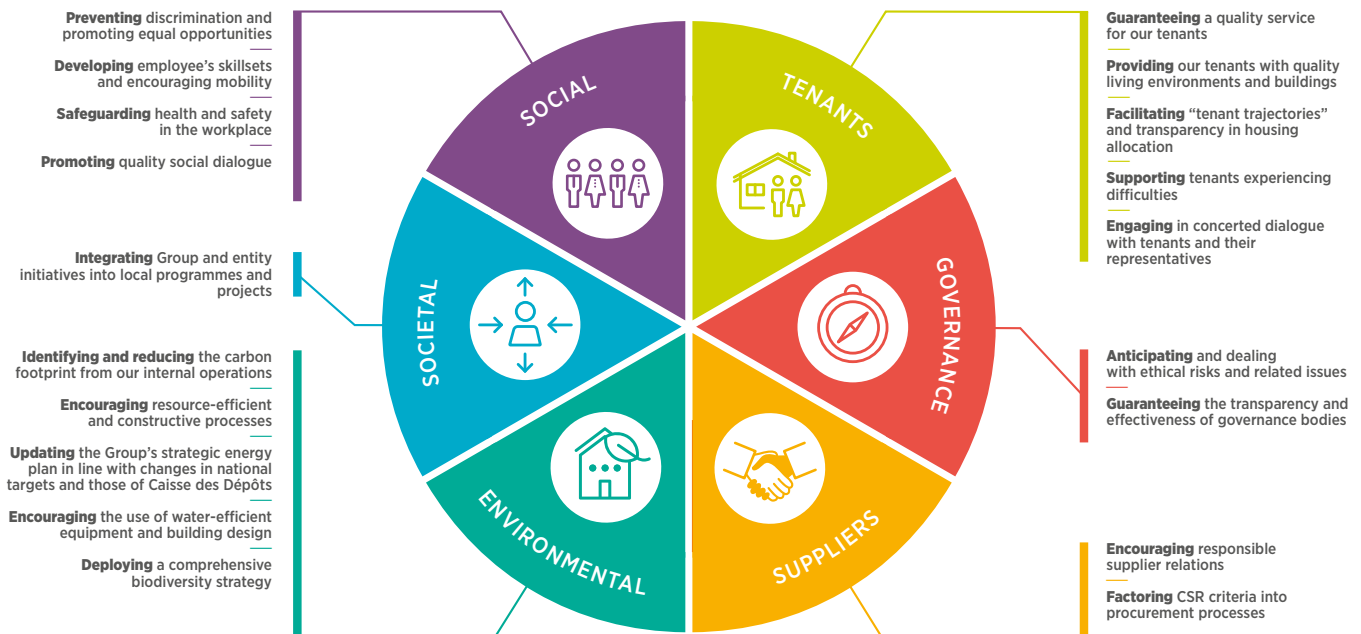 Preventing discrimination and
promoting equal opportunities
Developing employee’s skillsets
and encouraging mobility
Safeguarding health and safety
in the workplace
Promoting quality social dialogue
Integrating Group and entity
initiatives into local programmes and
projects
Identifying and reducing the carbon
footprint from our internal operations
Encouraging resource-efficient
and constructive processes
Updating the Group’s strategic energy
plan in line with changes in national
targets and those of Caisse des Dépôts
Encouraging the use of water-efficient
equipment and building design
Deploying a comprehensive
biodiversity strategy
SOCIAL
TENANTS
SOCIETAL
GOVERNANCE
ENVIRONMENTAL
SUPPLIERS
Guaranteeing a quality service
for our tenants
Providing our tenants with quality
living environments and buildings
Facilitating “tenant trajectories”
and transparency in housing
allocation
Supporting tenants experiencing
difficulties
Engaging in concerted dialogue
with tenants and their
representatives
Anticipating and dealing
with ethical risks and related issues
Guaranteeing the transparency and
effectiveness of governance bodies
Encouraging responsible
supplier relations
Factoring CSR criteria into
procurement processes